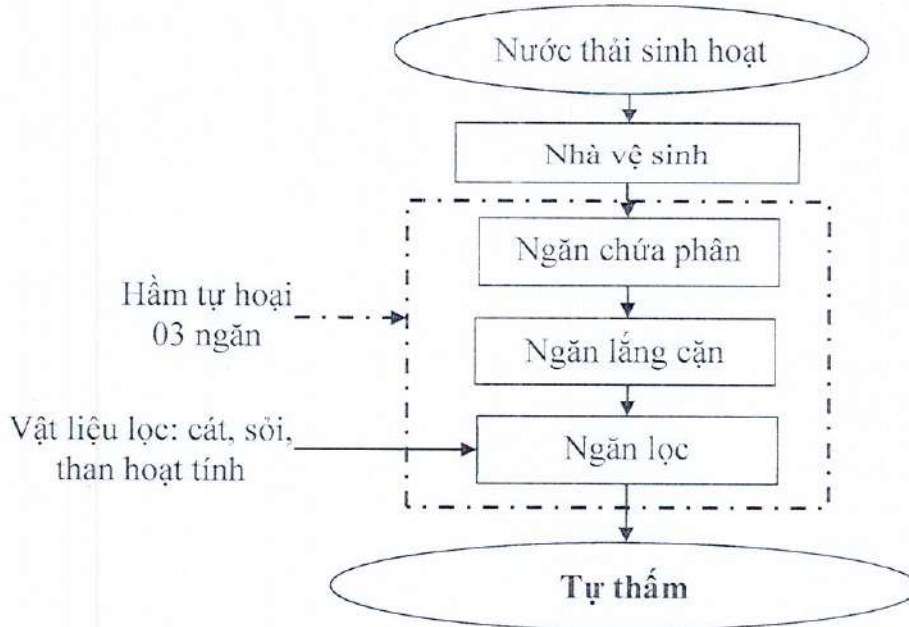 Nước thải sinh hoạt
Nhà vệ sinh
Ngăn chứa phân
Hầm tự hoại
03 ngăn
Ngăn lắng cặn
Vật liệu lọc: cát, sỏi,
than hoạt tính
Ngăn lọc
Tự thấm